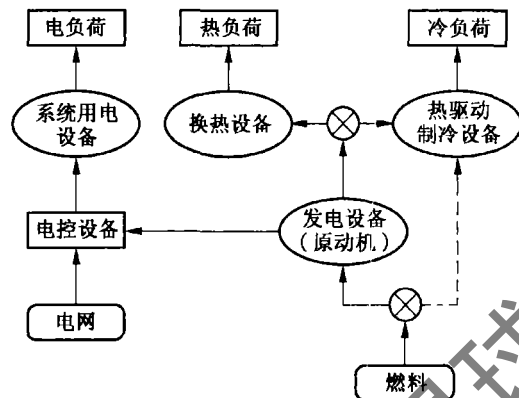 电负荷
热负荷
冷负荷
系统用电
设备
换热设备
热驱动
制冷设备
电控设备
发电设备
(原动机)
电网
燃料
球